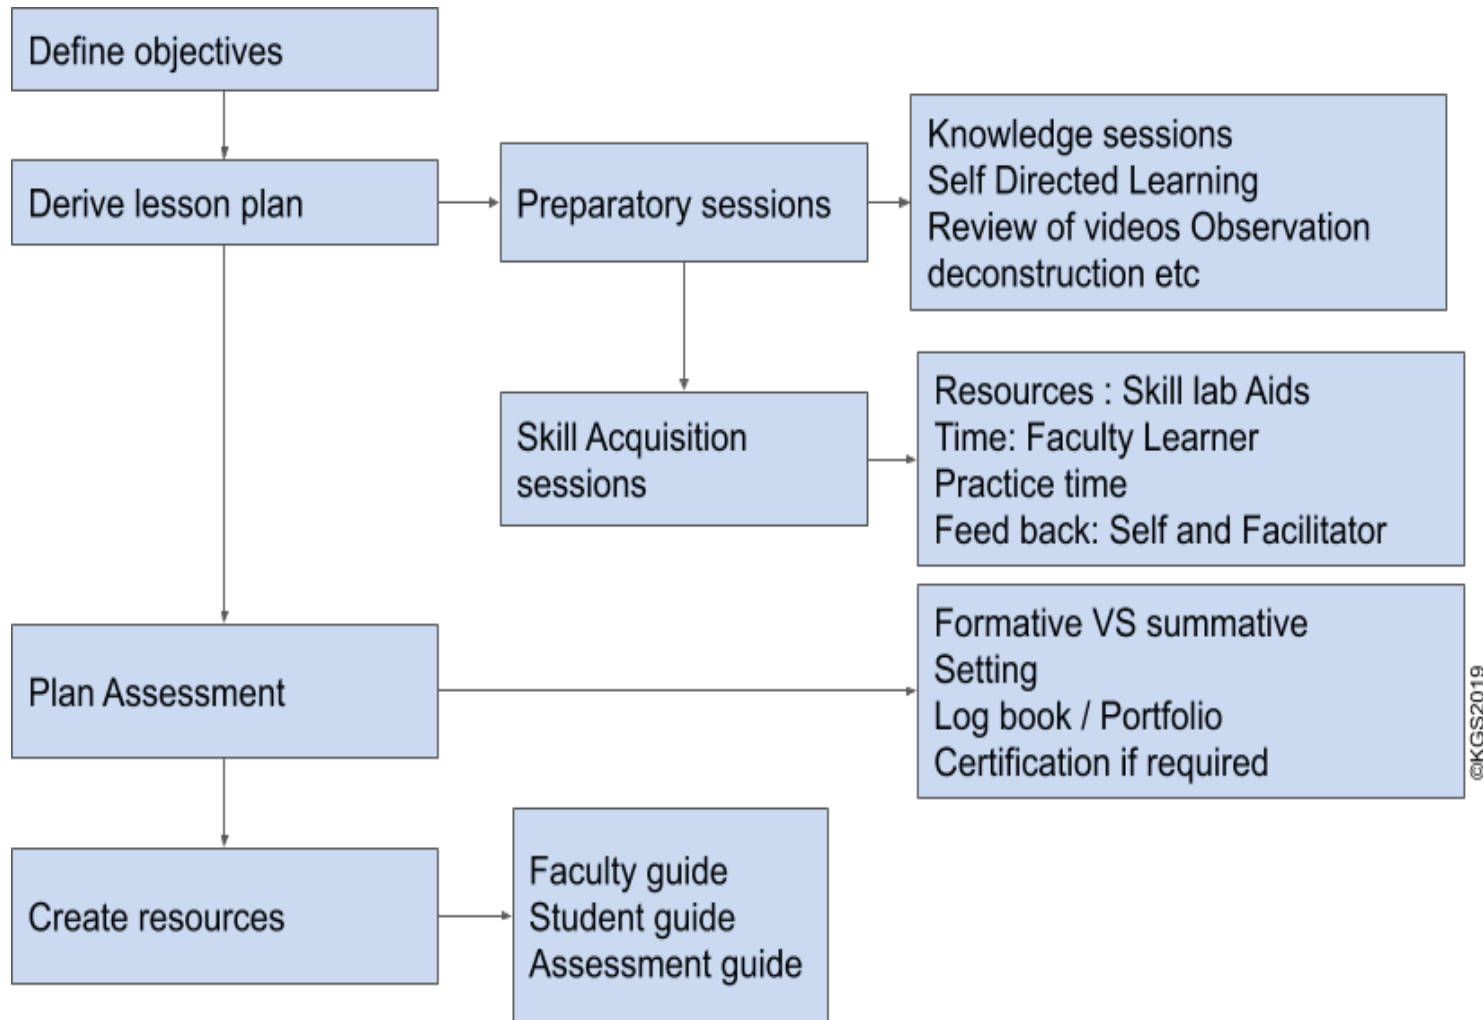 Define objectives
Derive lesson plan
Preparatory sessions
Knowledge sessions
Self Directed Learning
Review of videos Observation
deconstruction etc
Skill Acquisition
sessions
Resources : Skill lab Aids
Time: Faculty Learner
Practice time
Feed back: Self and Facilitator
Plan Assessment
Formative VS summative
Setting
Log book / Portfolio
Certification if required
Create resources
Faculty guide
Student guide
Assessment guide
©KGS2019